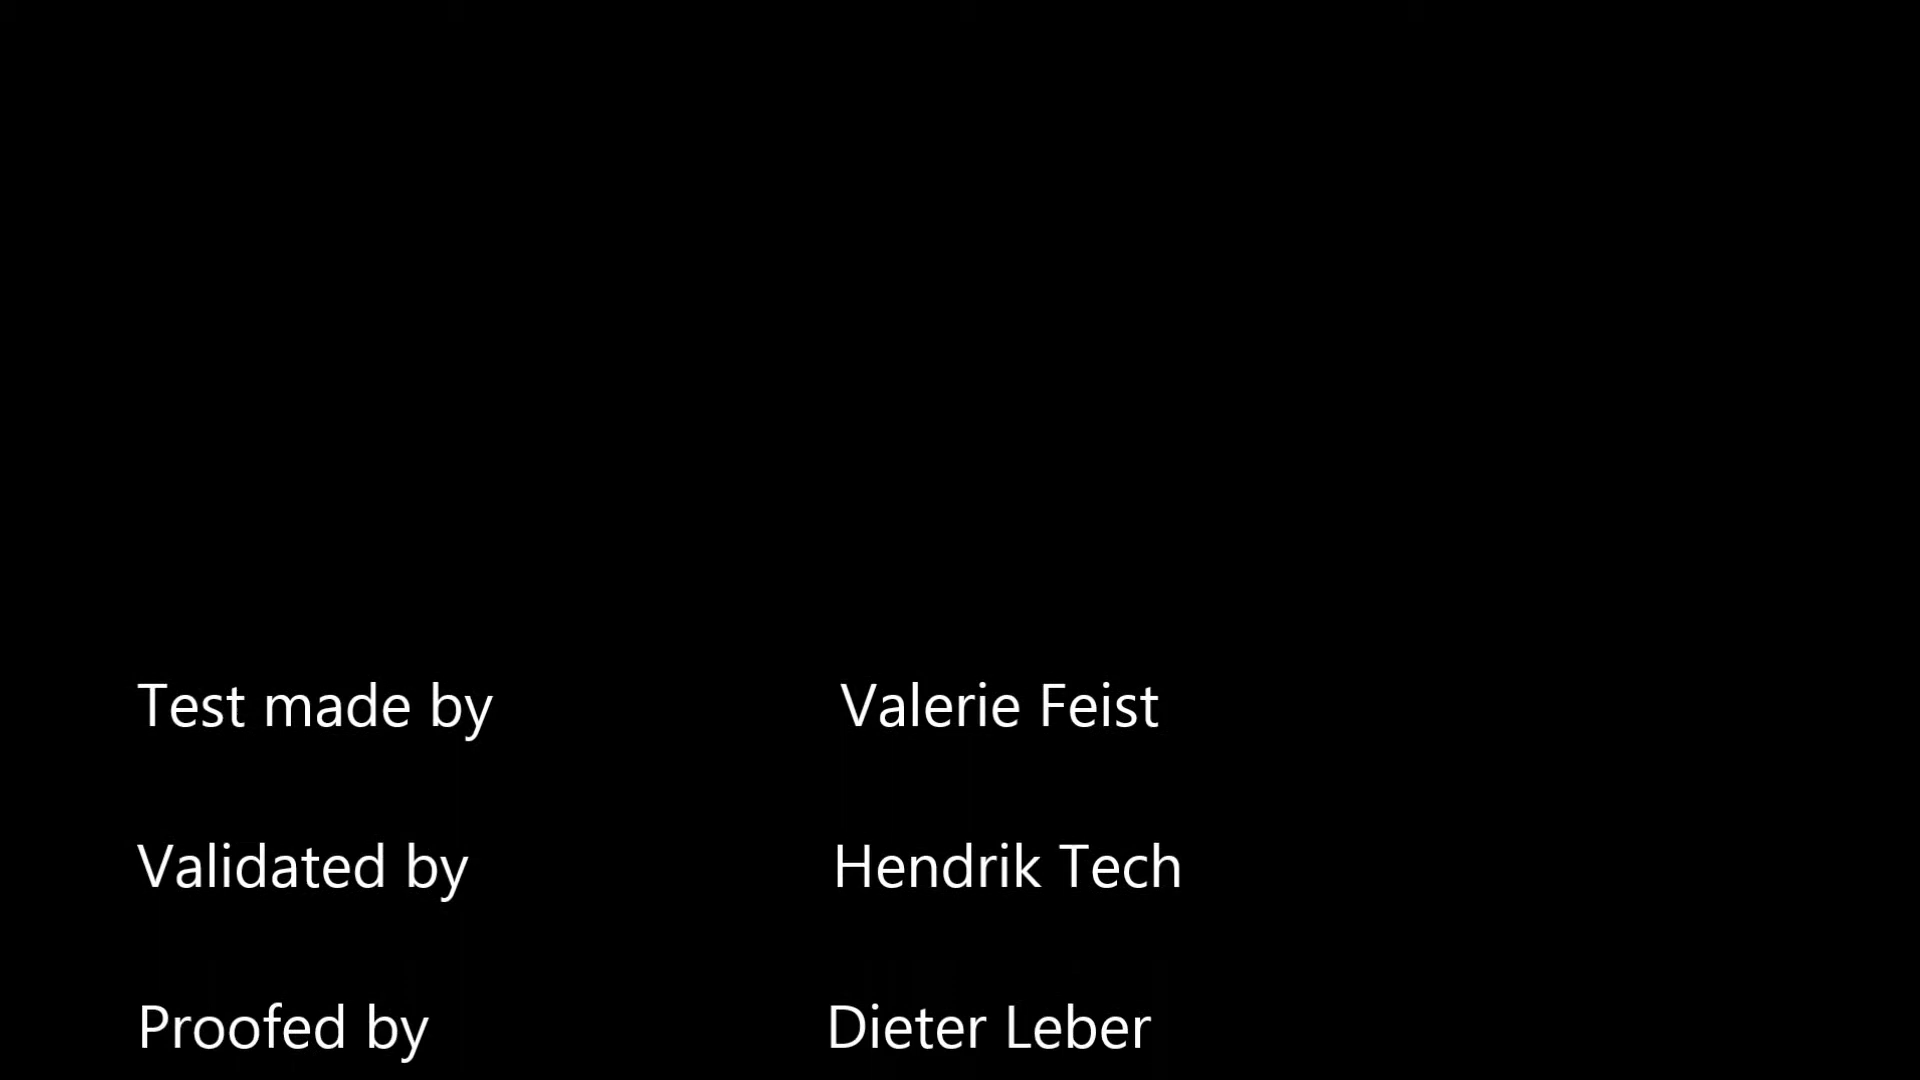 Test made by Valerie Feist
Validated by Hendrik Tech
Proofed by Dieter Leber